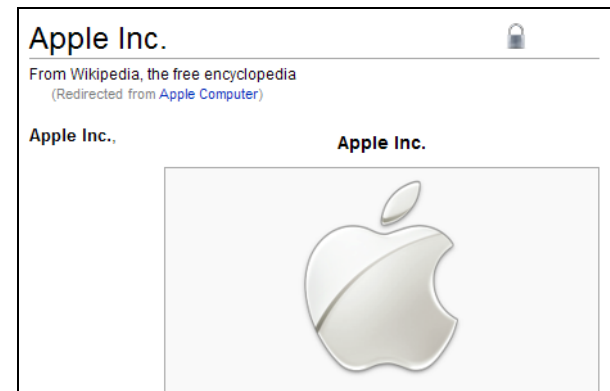 Apple Inc.
From Wikipedia, the free encyclopedia
(Redirected from Apple Computer)
Apple Inc.,
Apple Inc.